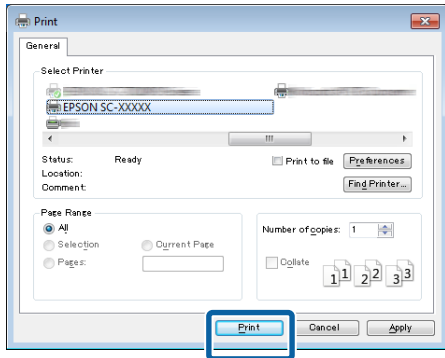 Print
General
Select Printer
EPSON SC-XXXXX
Status: Ready
Print to file
Preferences
Location:
Comment:
Find Printer...
Page Range
All
Selection
Current Page
Pages:
Number of copies: 1
Collate
1 1 2 2 3 3
Print
Cancel
Apply